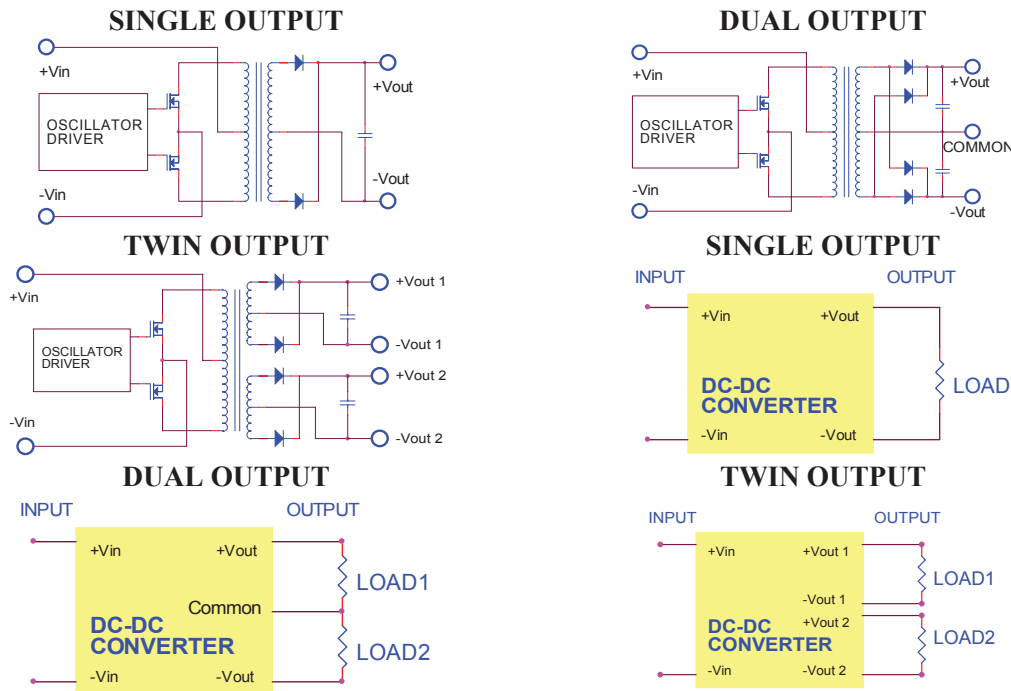 SINGLE OUTPUT
+Vin
OSCILLATOR
DRIVER
-Vin
+Vout
-Vout
DUAL OUTPUT
+Vin
OSCILLATOR
DRIVER
-Vin
+Vout
COMMON
-Vout
TWIN OUTPUT
+Vin
OSCILLATOR
DRIVER
-Vin
+Vout 1
-Vout 1
+Vout 2
-Vout 2
SINGLE OUTPUT
INPUT OUTPUT
+Vin +Vout
LOAD
DC-DC
CONVERTER
-Vin -Vout
DUAL OUTPUT
INPUT OUTPUT
+Vin +Vout
LOAD1
Common
DC-DC
CONVERTER
LOAD2
-Vin -Vout
TWIN OUTPUT
INPUT OUTPUT
+Vin +Vout 1
LOAD1
-Vout 1
+Vout 2
DC-DC
CONVERTER
LOAD2
-Vin -Vout 2